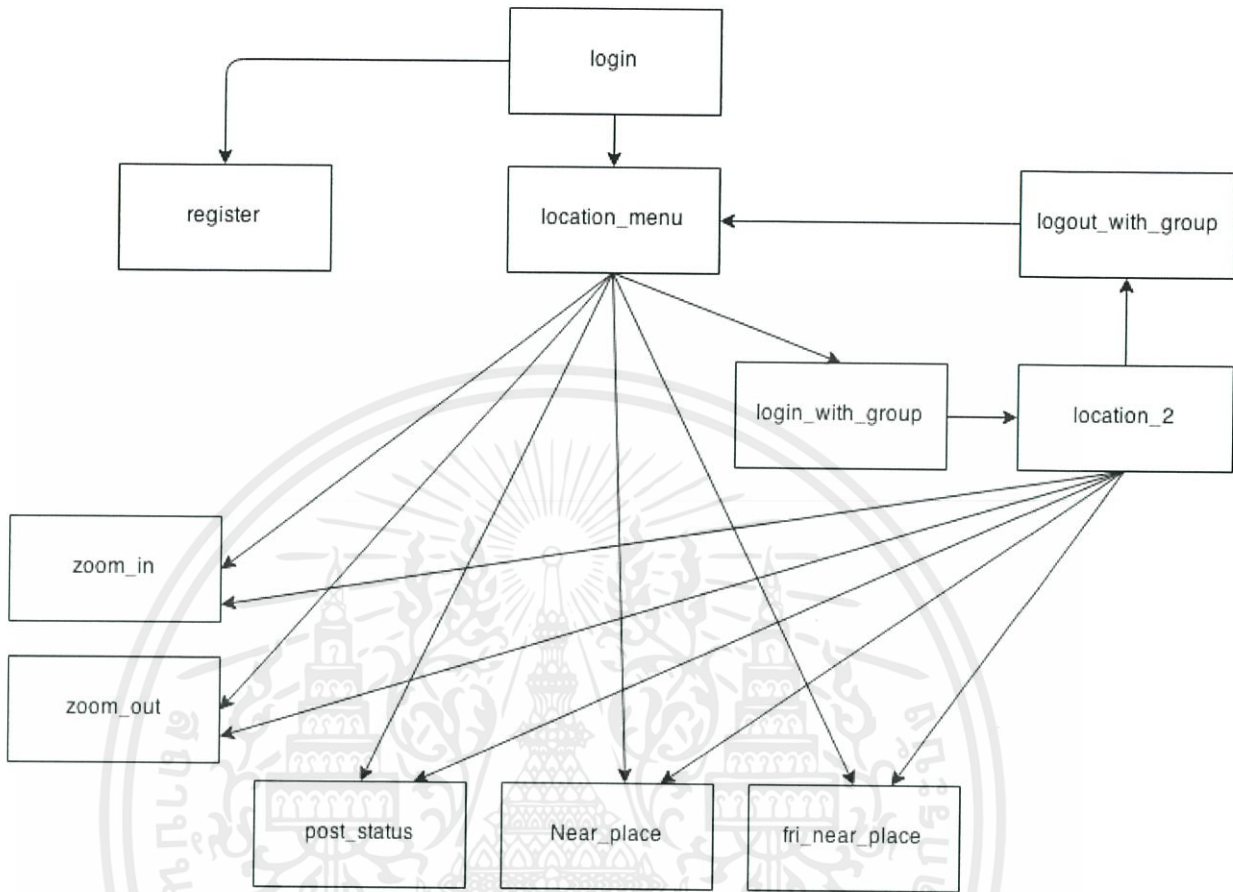 login
register
location_menu
logout_with_group
login_with_group
location_2
zoom_in
zoom_out
post_status
Near_place
fri_near_place